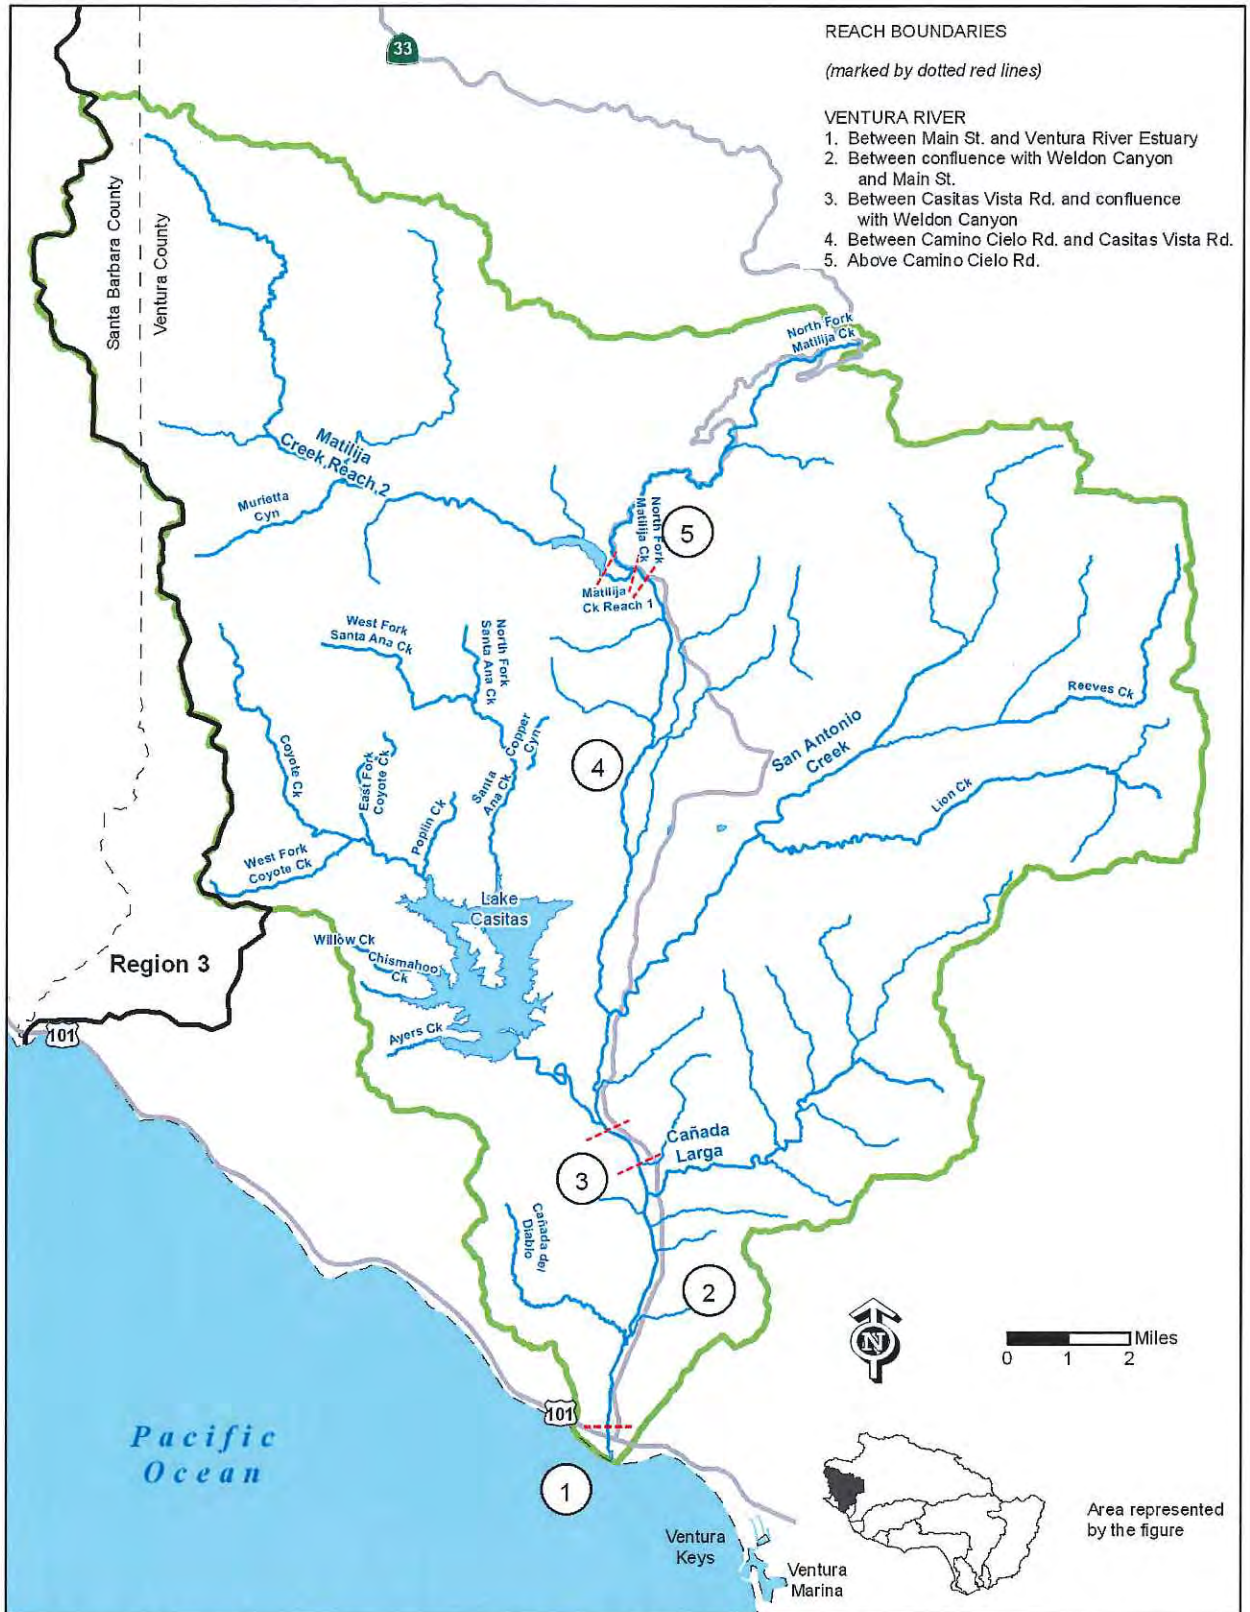 REACH BOUNDARIES
(marked by dotted red lines)
VENTURA RIVER
1. Between Main St. and Ventura River Estuary
2. Between confluence with Weldon Canyon
and Main St.
3. Between Casitas Vista Rd. and confluence
with Weldon Canyon
4. Between Camino Cielo Rd. and Casitas Vista Rd.
5. Above Camino Cielo Rd.
33
Santa Barbara County
Ventura County
North Fork
Matilija Ck
Matilija
Creek,Reach,2
Murietta
Cyn
North Fork
Matilija Ck
5
Matilija
Ck Reach 1
West Fork
Santa Ana Ck
North Fork
Santa Ana Ck
Reeves Ck
Copper
Cyn
San Antonio
Creek
Coyote Ck
East Fork
Coyote Ck
4
Santa
Ana Ck
Lion Ck
Poplin Ck
West Fork
Coyote Ck
Lake
Casitas
Willow Ck
Chismahoo
Ck
Region 3
101
Ayers Ck
Cañada
Larga
3
Cañada del
Diablo
2
N
Miles
0 1 2
101
Pacific
Ocean
1
Area represented
by the figure
Ventura
Keys
Ventura
Marina